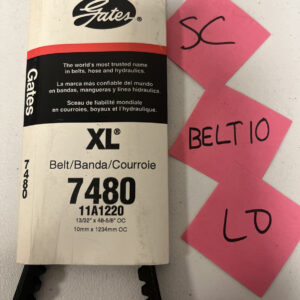 Gates
The world's most trusted name
in belts, hose and hydraulics.
La marca más confiable del mundo
en bandas, mangueras y línea hidraulica.
Sceau de fiabilité mondiale
en courroies, boyaux et l'hydraulique.
XL®
Belt/Banda/Courroie
7480
11A1220
13/32" x 48-5/8" OC
10mm x 1234mm OC
Gates
7480
SC
BELT10
LO